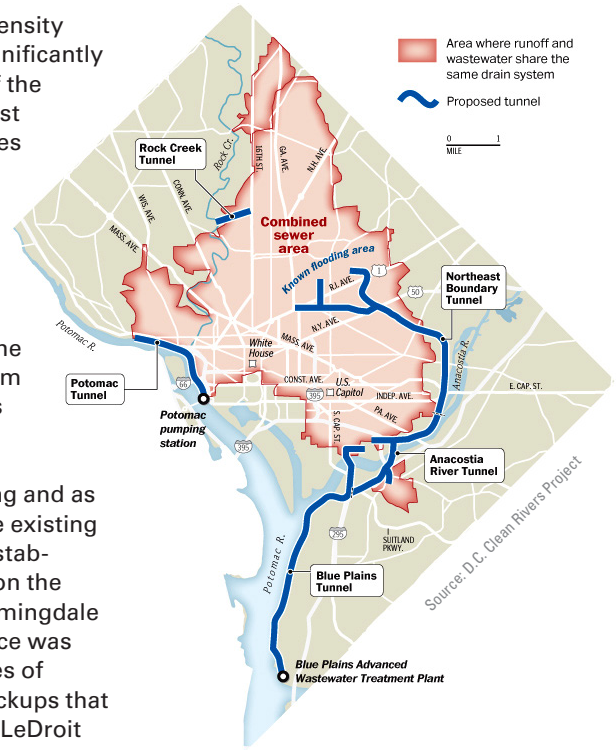 ensity
nificantly
f the
st
es
ne
m
s
ng and as
e existing
stab-
on the
mingdale
ce was
es of
ckups that
LeDroit
Area where runoff and
wastewater share the
same drain system
Proposed tunnel
0 1
MILE
Rock Creek
Tunnel
Rock Cr.
16TH ST.
GA. AVE.
N.H. AVE.
CONN. AVE.
WIS. AVE.
MASS. AVE.
Combined
sewer
area
Known flooding area
1
R.I. AVE.
50
Northeast
Boundary
Tunnel
N.Y. AVE.
MASS. AVE.
Anacostia R.
Potomac R.
White
House
66
Potomac
Tunnel
CONST. AVE.
395
U.S.
Capitol
INDEP. AVE.
E. CAP. ST.
PA. AVE.
S. CAP. ST.
Potomac
pumping
station
395
Anacostia
River Tunnel
295
SUITLAND
PKWY.
Potomac R.
Blue Plains
Tunnel
Blue Plains Advanced
Wastewater Treatment Plant
Source: D.C. Clean Rivers Project